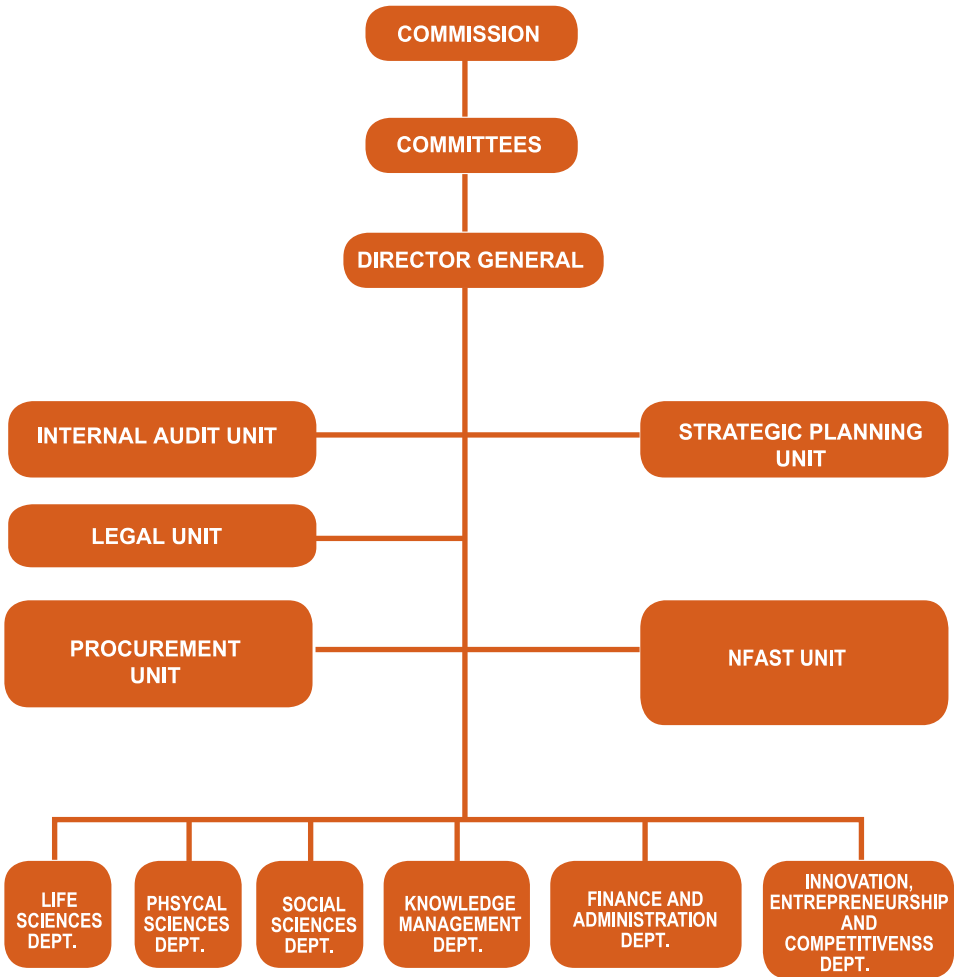 COMMISSION
COMMITTEES
DIRECTOR GENERAL
INTERNAL AUDIT UNIT
STRATEGIC PLANNING
UNIT
LEGAL UNIT
PROCUREMENT
UNIT
NFAST UNIT
LIFE
SCIENCES
DEPT.
PHSYCAL
SCIENCES
DEPT.
SOCIAL
SCIENCES
DEPT.
KNOWLEDGE
MANAGEMENT
DEPT.
FINANCE AND
ADMINISTRATION
DEPT.
INNOVATION,
ENTREPRENEURSHIP
AND
COMPETITIVENSS
DEPT.